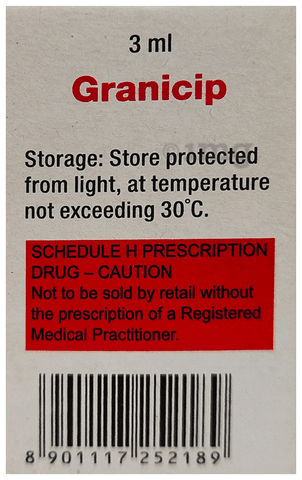 3 ml
Granicip
Storage: Store protected
from light, at temperature
not exceeding 30°C.
SCHEDULE H PRESCRIPTION
DRUG – CAUTION
Not to be sold by retail without
the prescription of a Registered
Medical Practitioner.
8 901117 252189